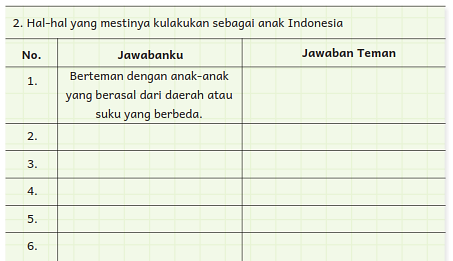 2. Hal-hal yang mestinya kulakukan sebagai anak Indonesia
No. Jawabanku Jawaban Teman
1. Berteman dengan anak-anak
yang berasal dari daerah atau
suku yang berbeda.
2.
3.
4.
5.
6.